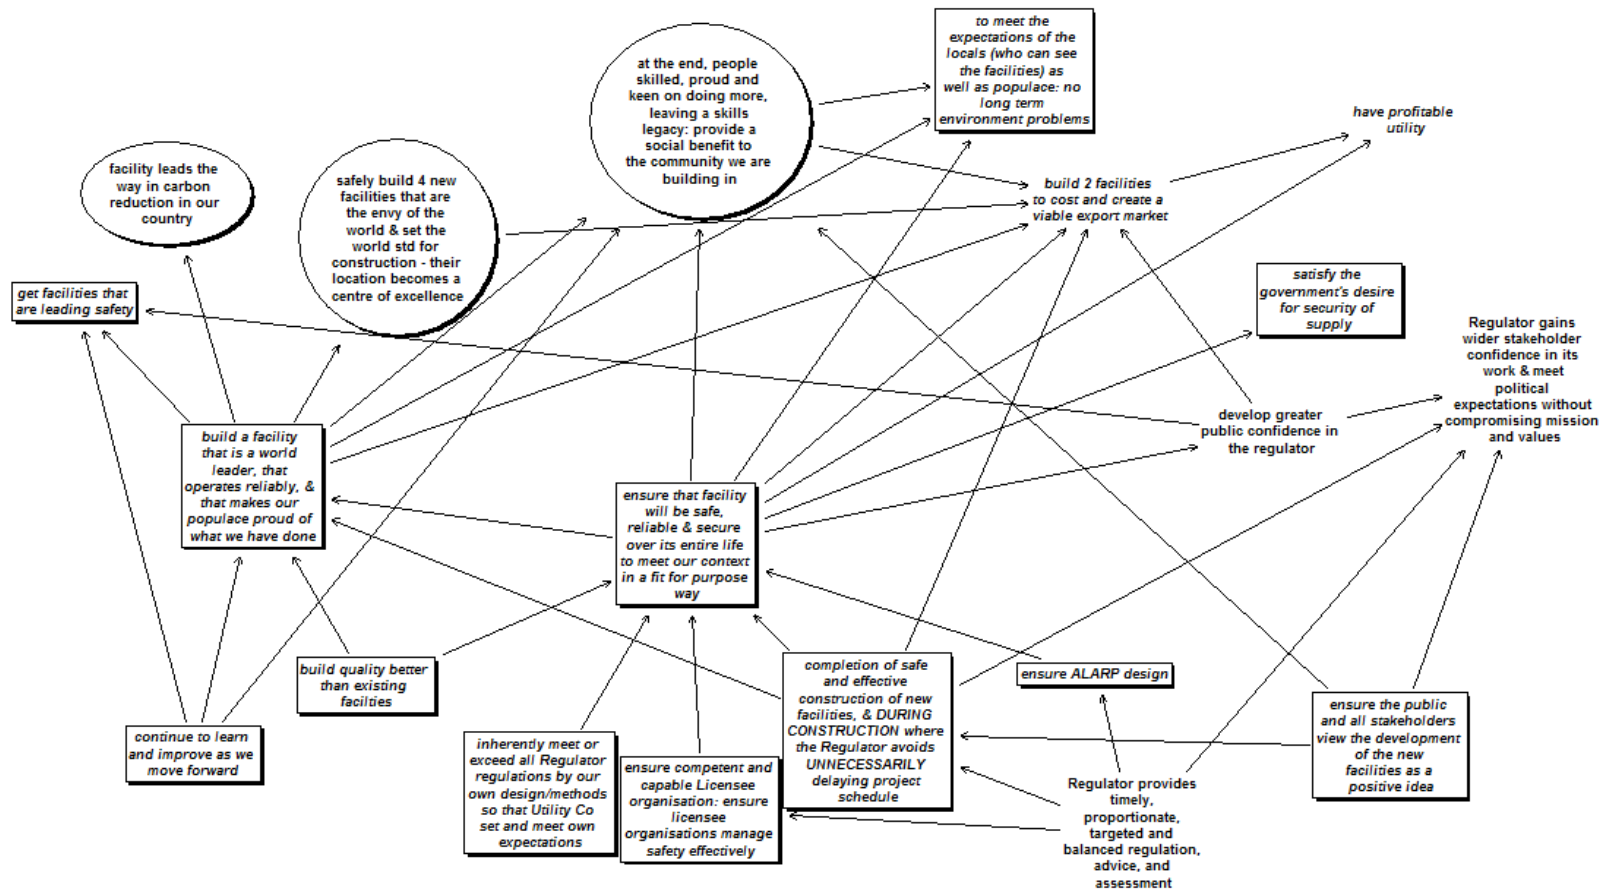 to meet the
expectations of the
locals (who can see
the facilities) as
well as populace: no
long term
environment problems
at the end, people
skilled, proud and
keen on doing more,
leaving a skills
legacy: provide a
social benefit to
the community we are
building in
have profitable
utility
facility leads the
way in carbon
reduction in our
country
safely build 4 new
facilities that are
the envy of the
world & set the
world std for
construction - their
location becomes a
centre of excellence
build 2 facilities
to cost and create a
viable export market
get facilities that
are leading safety
satisfy the
government's desire
for security of
supply
Regulator gains
wider stakeholder
confidence in its
work & meet
political
expectations without
compromising mission
and values
develop greater
public confidence in
the regulator
build a facility
that is a world
leader, that
operates reliably, &
that makes our
populace proud of
what we have done
ensure that facility
will be safe,
reliable & secure
over its entire life
to meet our context
in a fit for purpose
way
build quality better
than existing
facilties
completion of safe
and effective
construction of new
facilities, & DURING
CONSTRUCTION where
the Regulator avoids
UNNECESSARILY
delaying project
schedule
ensure ALARP design
ensure the public
and all stakeholders
view the development
of the new
facilities as a
positive idea
continue to learn
and improve as we
move forward
inherently meet or
exceed all Regulator
regulations by our
own design/methods
so that Utility Co
set and meet own
expectations
ensure competent and
capable Licensee
organisation: ensure
licensee
organisations manage
safety effectively
Regulator provides
timely,
proportionate,
targeted and
balanced regulation,
advice, and
assessment